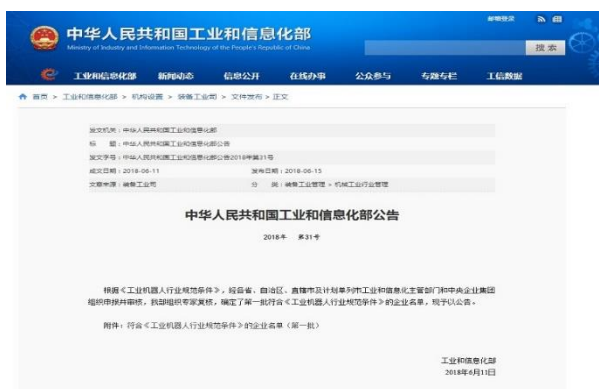 邮箱登录
中华人民共和国工业和信息化部
Ministry of Industry and Information Technology of the People's Republic of China
搜索
工业和信息化部 新闻动态 信息公开 在线办事 公众参与 专题专栏 工信数据
首页 > 工业和信息化部 > 机构设置 > 装备工业司 > 文件发布 > 正文
发文机关：中华人民共和国工业和信息化部
标 题：中华人民共和国工业和信息化部公告
发文字号：中华人民共和国工业和信息化部公告2018年第31号
成文日期：2018-06-11 发布日期：2018-06-15
文章来源：装备工业司 分 类：装备工业管理 > 机械工业行业管理
中华人民共和国工业和信息化部公告
2018年 第31号
根据《工业机器人行业规范条件》，经各省、自治区、直辖市及计划单列市工业和信息化主管部门和中央企业集团
组织申报并审核，我部组织专家复核，确定了第一批符合《工业机器人行业规范条件》的企业名单，现予以公告。
附件：符合《工业机器人行业规范条件》的企业名单（第一批）
工业和信息化部
2018年6月11日